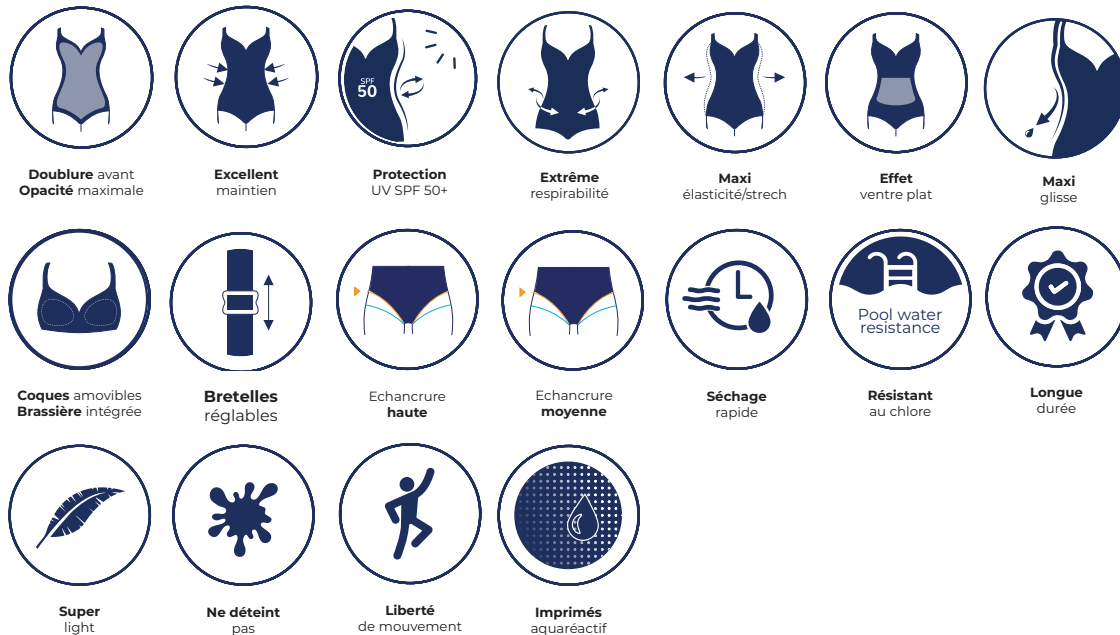 SPF
50
Doublure avant
Opacité maximale
Excellent
maintien
Protection
UV SPF 50+
Extrême
respirabilité
Maxi
élasticité/strech
Effet
ventre plat
Maxi
glisse
Pool water
resistance
Coques amovibles
Brassière intégrée
Bretelles
réglables
Echancrure
haute
Echancrure
moyenne
Séchage
rapide
Résistant
au chlore
Longue
durée
Super
light
Ne déteint
pas
Liberté
de mouvement
Imprimés
aquaréactif